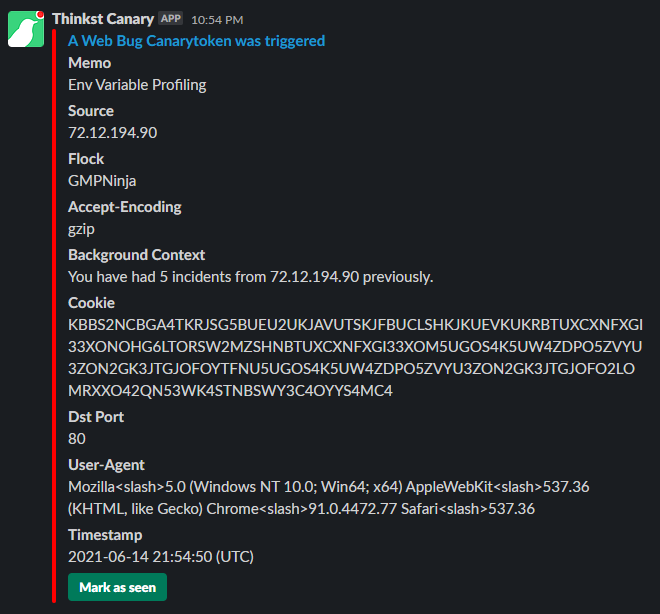 Thinkst Canary APP 10:54 PM
A Web Bug Canarytoken was triggered
Memo
Env Variable Profiling
Source
72.12.194.90
Flock
GMPNinja
Accept-Encoding
gzip
Background Context
You have had 5 incidents from 72.12.194.90 previously.
Cookie
KBBS2NCBGA4TKRJSG5BUEU2UKJAVUTSKJFBUCLSHKJKUEVKUKRBTUXCXNFXGI
33XONOHG6LTORSW2MZSHNBTUXCXNFXGI33XOM5UGOS4K5UW4ZDPO5ZVYU
3ZON2GK3JTGJOFOYTFNU5UGOS4K5UW4ZDPO5ZVYU3ZON2GK3JTGJOFO2LO
MRXXO42QN53WK4STNBSWY3C4OYYS4MC4
Dst Port
80
User-Agent
Mozilla<slash>5.0 (Windows NT 10.0; Win64; x64) AppleWebKit<slash>537.36
(KHTML, like Gecko) Chrome<slash>91.0.4472.77 Safari<slash>537.36
Timestamp
2021-06-14 21:54:50 (UTC)
Mark as seen